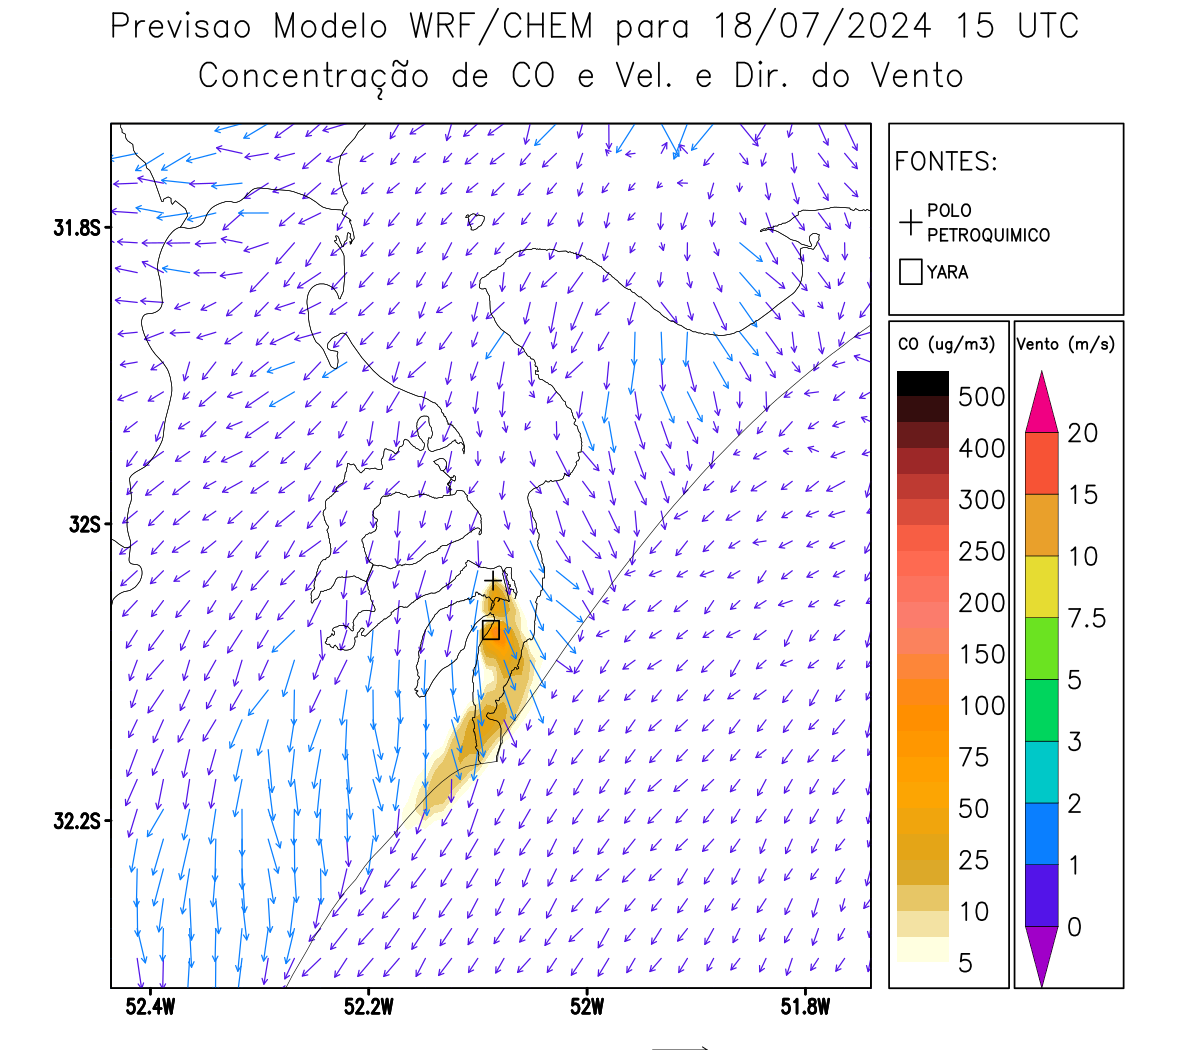 Previsao Modelo WRF/CHEM para 18/07/2024 15 UTC
Concentração de CO e Vel. e Dir. do Vento
FONTES:
POLO
PETROQUIMICO
YARA
31.8S
32S
32.2S
52.4W
52.2W
52W
51.8W
CO (ug/m3)
500
400
300
250
200
150
100
75
50
25
10
5
Vento (m/s)
20
15
10
7.5
5
3
2
1
0